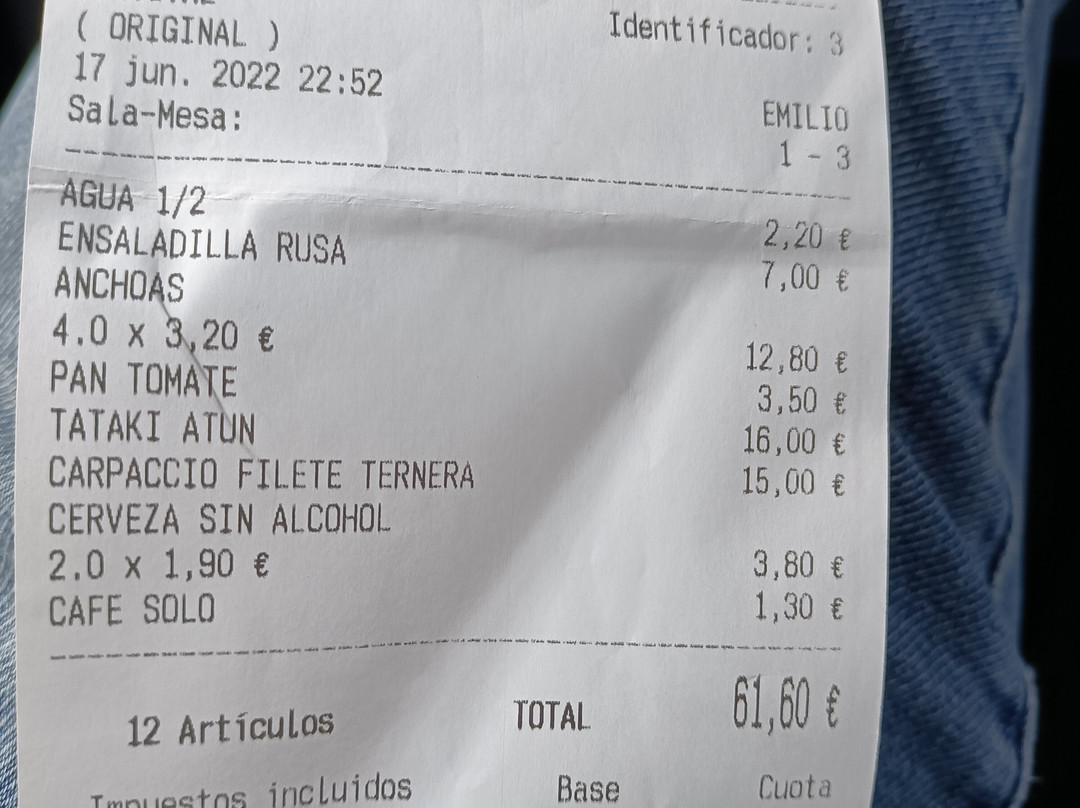 ( ORIGINAL )
Identificador: 3
17 jun. 2022 22:52
Sala-Mesa:
EMILIO
1 - 3
AGUA 1/2 2,20 €
ENSALADILLA RUSA 7,00 €
ANCHOAS
4.0 x 3,20 € 12,80 €
PAN TOMATE 3,50 €
TATAKI ATUN 16,00 €
CARPACCIO FILETE TERNERA 15,00 €
CERVEZA SIN ALCOHOL
2.0 x 1,90 € 3,80 €
CAFE SOLO 1,30 €
12 Artículos TOTAL 61,60 €
Impuestos incluidos Base Cuota